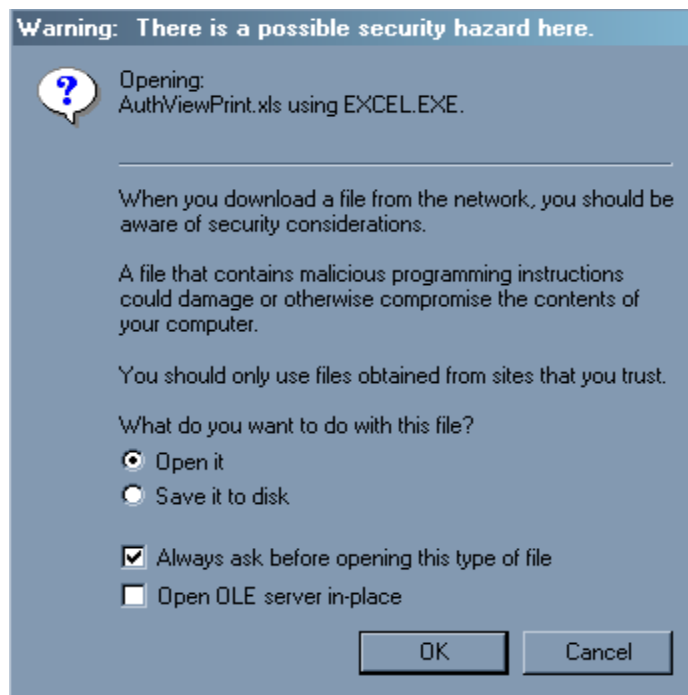 Warning: There is a possible security hazard here.
?
Opening:
AuthViewPrint.xls using EXCEL.EXE.
When you download a file from the network, you should be
aware of security considerations.
A file that contains malicious programming instructions
could damage or otherwise compromise the contents of
your computer.
You should only use files obtained from sites that you trust.
What do you want to do with this file?
Open it
Save it to disk
Always ask before opening this type of file
Open OLE server in-place
OK Cancel